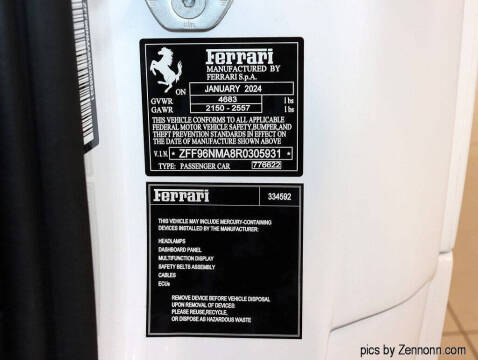 Ferrari
MANUFACTURED BY
FERRARI S.p.A.
ON JANUARY 2024
GVWR 4683 lbs
GAWR 2150 - 2557 lbs
THIS VEHICLE CONFORMS TO ALL APPLICABLE
FEDERAL MOTOR VEHICLE SAFETY, BUMPER, AND
THEFT PREVENTION STANDARDS IN EFFECT ON
THE DATE OF MANUFACTURE SHOWN ABOVE
V.I.N. * ZFF96NMA8R0305931 *
TYPE: PASSENGER CAR 776622
Ferrari 334592
THIS VEHICLE MAY INCLUDE MERCURY-CONTAINING
DEVICES INSTALLED BY THE MANUFACTURER:
HEADLAMPS
DASHBOARD PANEL
MULTIFUNCTION DISPLAY
SAFETY BELTS ASSEMBLY
CABLES
ECUs
REMOVE DEVICE BEFORE VEHICLE DISPOSAL
UPON REMOVAL OF DEVICES:
PLEASE REUSE,RECYCLE,
OR DISPOSE AS HAZARDOUS WASTE
pics by Zennonn.com